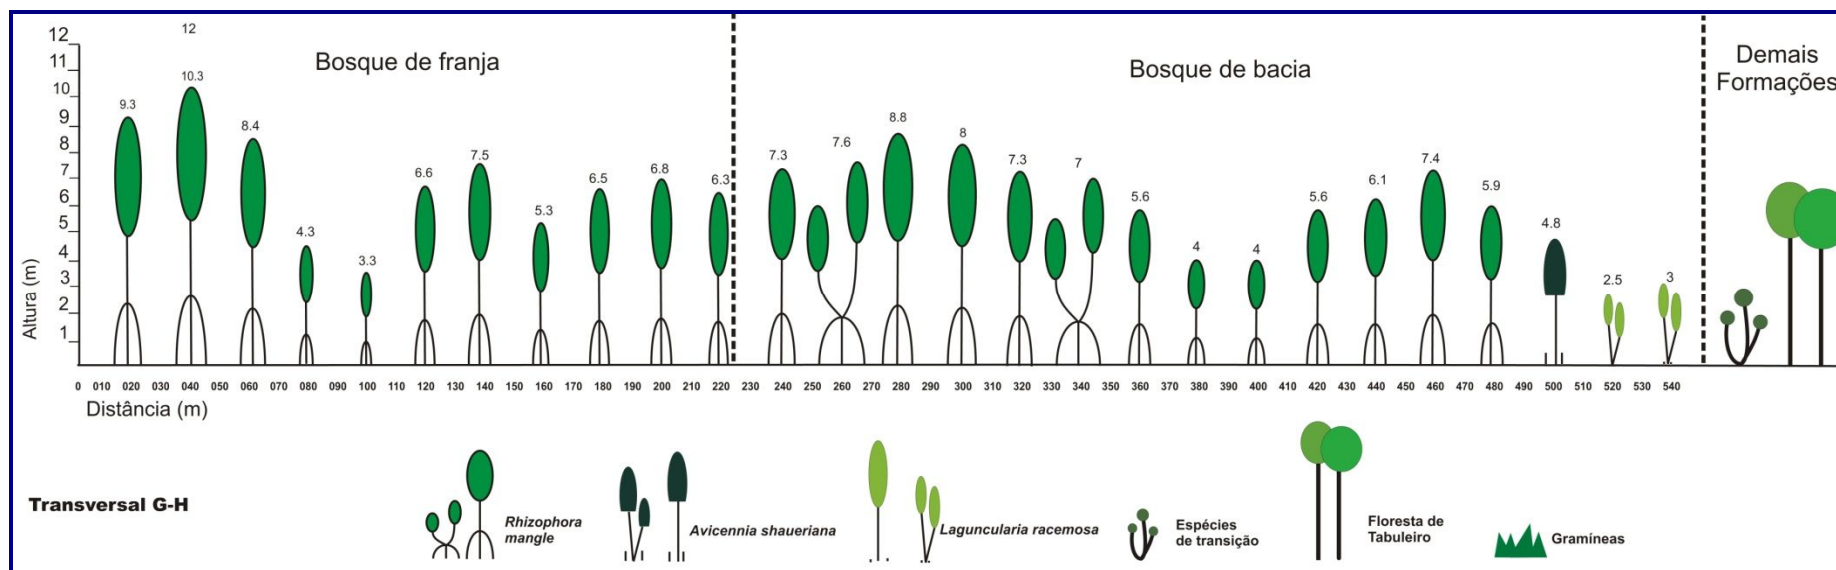 12
12
11
10
9
8
7
6
5
4
3
2
1
Altura (m)
Bosque de franja
Bosque de bacia
Demais
Formações
9.3
10.3
8.4
4.3
3.3
6.6
7.5
5.3
6.5
6.8
6.3
7.3
7.6
8.8
8
7.3
7
5.6
4
4
5.6
6.1
7.4
5.9
4.8
2.5
3
0 010 020 030 040 050 060 070 080 090 100 110 120 130 140 150 160 170 180 190 200 210 220 230 240 250 260 270 280 290 300 310 320 330 340 350 360 370 380 390 400 410 420 430 440 450 460 470 480 490 500 510 520 530 540
Distância (m)
Transversal G-H
Rhizophora
mangle
Avicennia shaueriana
Laguncularia racemosa
Espécies
de transição
Floresta de
Tabuleiro
Gramíneas